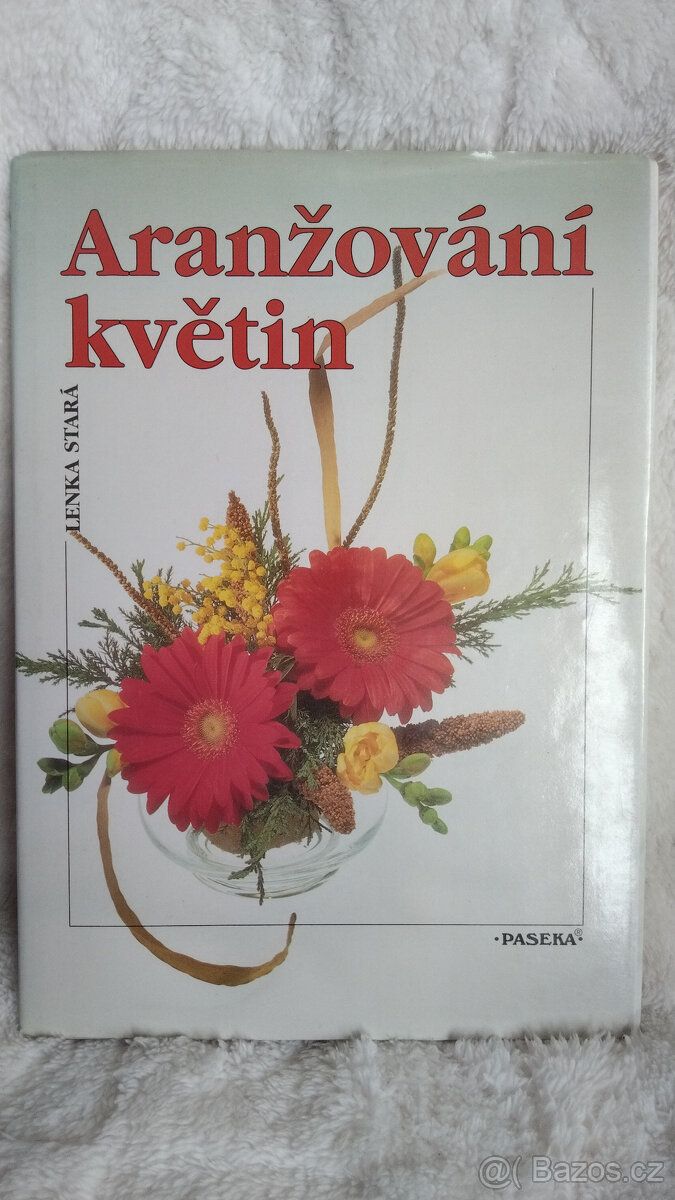 Aranžování
květin
LENKA STARÁ
·PASEKA®·
@( Bazos.cz